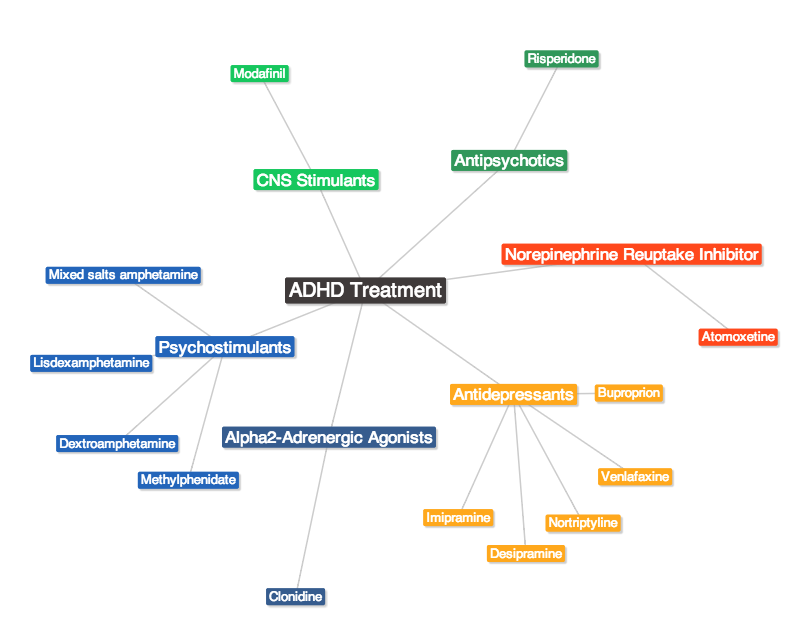 Risperidone
Modafinil
Antipsychotics
CNS Stimulants
Norepinephrine Reuptake Inhibitor
Mixed salts amphetamine
ADHD Treatment
Atomoxetine
Psychostimulants
Lisdexamphetamine
Antidepressants
Buproprion
Alpha2-Adrenergic Agonists
Dextroamphetamine
Venlafaxine
Methylphenidate
Imipramine
Nortriptyline
Desipramine
Clonidine